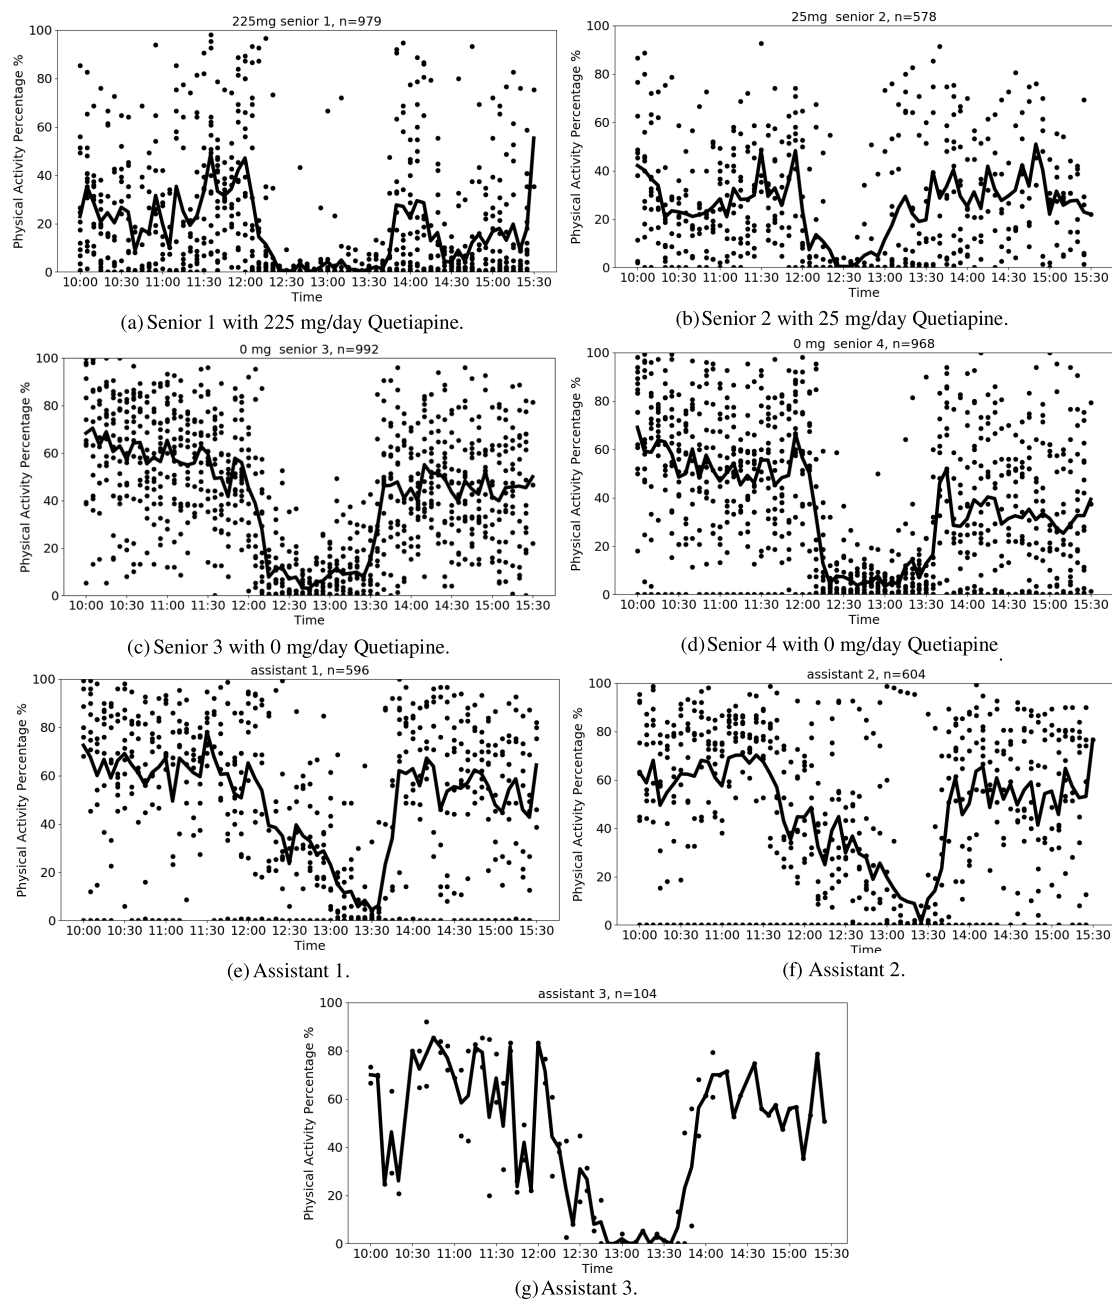 225mg senior 1, n=979
Physical Activity Percentage %
100
80
60
40
20
0
10:00 10:30 11:00 11:30 12:00 12:30 13:00 13:30 14:00 14:30 15:00 15:30
Time
(a) Senior 1 with 225 mg/day Quetiapine.
25mg senior 2, n=578
Physical Activity Percentage %
100
80
60
40
20
0
10:00 10:30 11:00 11:30 12:00 12:30 13:00 13:30 14:00 14:30 15:00 15:30
Time
(b) Senior 2 with 25 mg/day Quetiapine.
0 mg senior 3, n=992
Physical Activity Percentage %
100
80
60
40
20
0
10:00 10:30 11:00 11:30 12:00 12:30 13:00 13:30 14:00 14:30 15:00 15:30
Time
(c) Senior 3 with 0 mg/day Quetiapine.
0 mg senior 4, n=968
Physical Activity Percentage %
100
80
60
40
20
0
10:00 10:30 11:00 11:30 12:00 12:30 13:00 13:30 14:00 14:30 15:00 15:30
Time
(d) Senior 4 with 0 mg/day Quetiapine
.
assistant 1, n=596
Physical Activity Percentage %
100
80
60
40
20
0
10:00 10:30 11:00 11:30 12:00 12:30 13:00 13:30 14:00 14:30 15:00 15:30
Time
(e) Assistant 1.
assistant 2, n=604
Physical Activity Percentage %
100
80
60
40
20
0
10:00 10:30 11:00 11:30 12:00 12:30 13:00 13:30 14:00 14:30 15:00 15:30
Time
(f) Assistant 2.
assistant 3, n=104
Physical Activity Percentage %
100
80
60
40
20
0
10:00 10:30 11:00 11:30 12:00 12:30 13:00 13:30 14:00 14:30 15:00 15:30
Time
(g) Assistant 3.